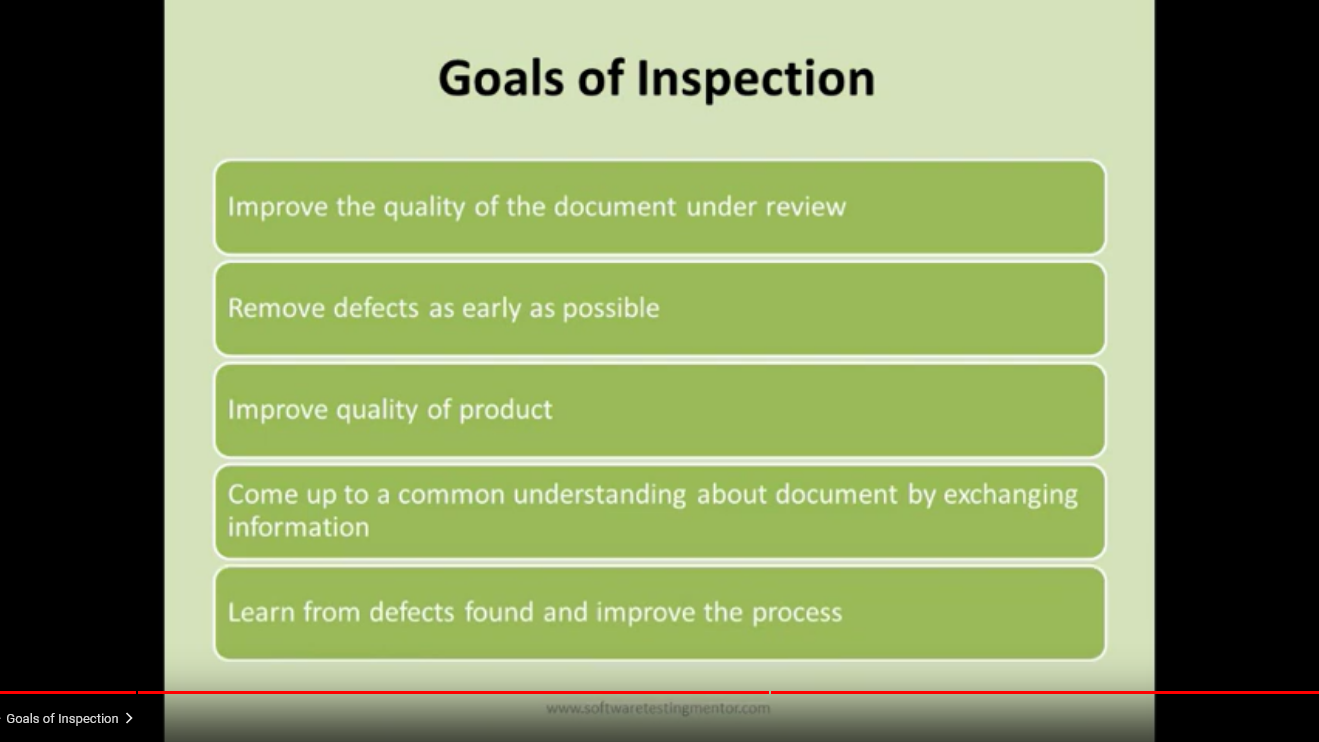 Goals of Inspection
Improve the quality of the document under review
Remove defects as early as possible
Improve quality of product
Come up to a common understanding about document by exchanging
information
Learn from defects found and improve the process
www.softwaretestingmentor.com
Goals of Inspection